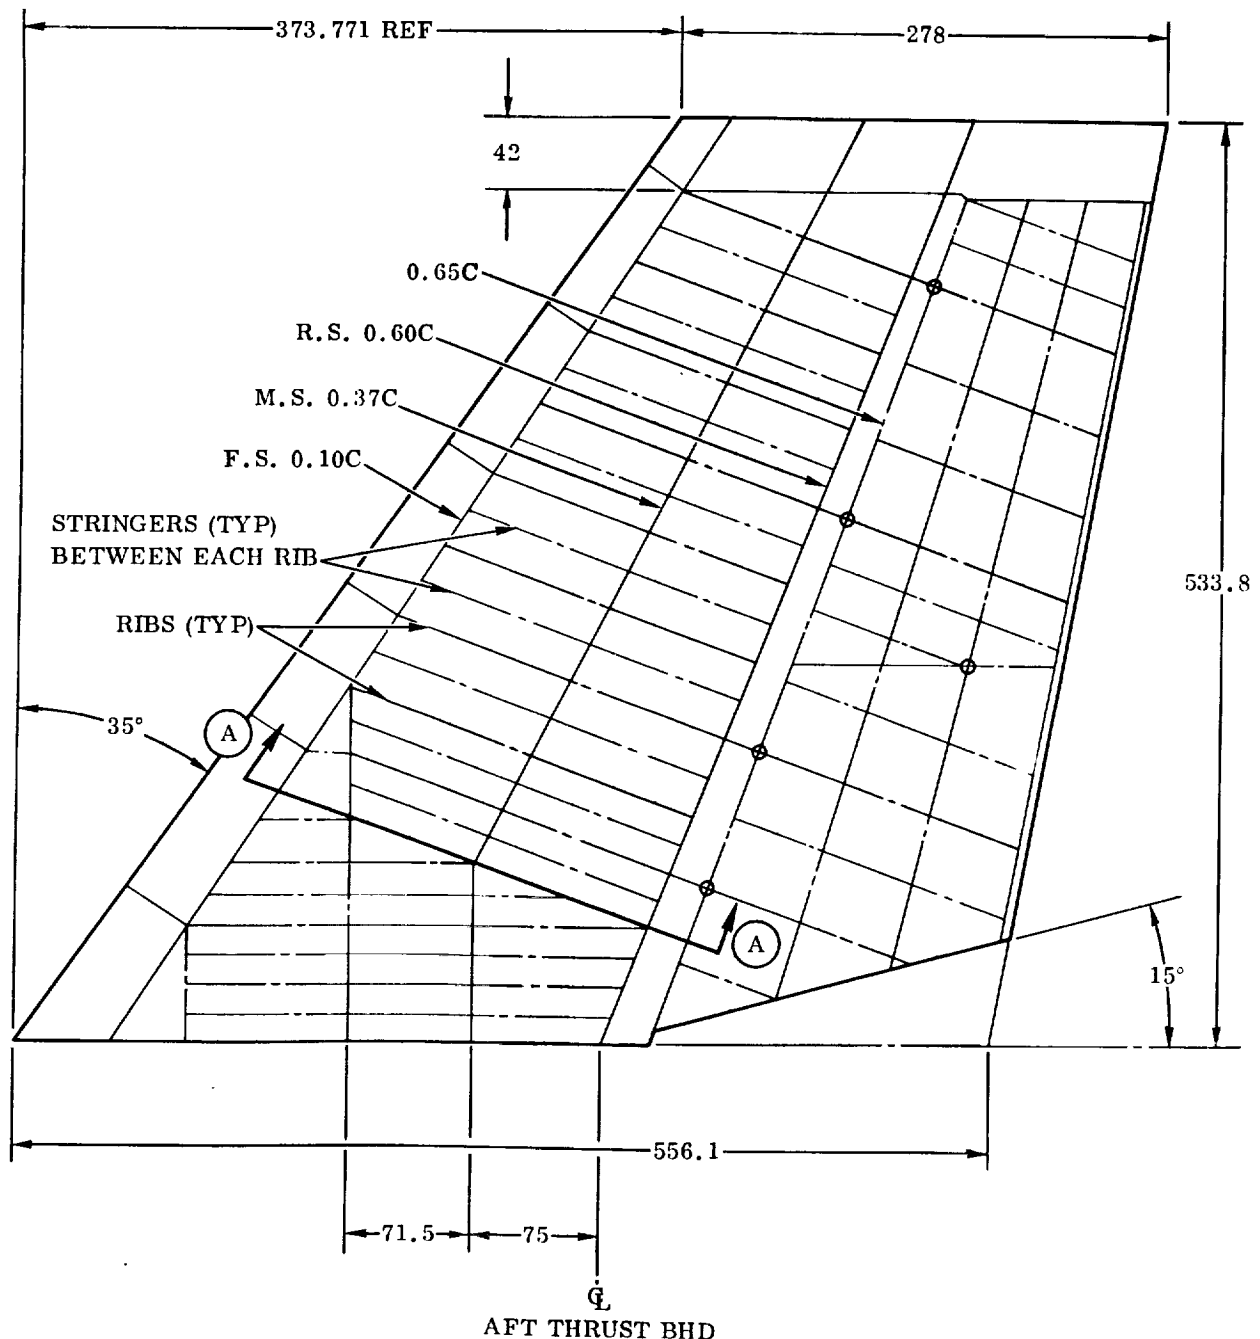 373.771 REF
278
42
0.65C
R.S. 0.60C
M.S. 0.37C
F.S. 0.10C
STRINGERS (TYP)
BETWEEN EACH RIB
533.8
RIBS (TYP)
35°
A
A
15°
556.1
71.5
75
℄
AFT THRUST BHD